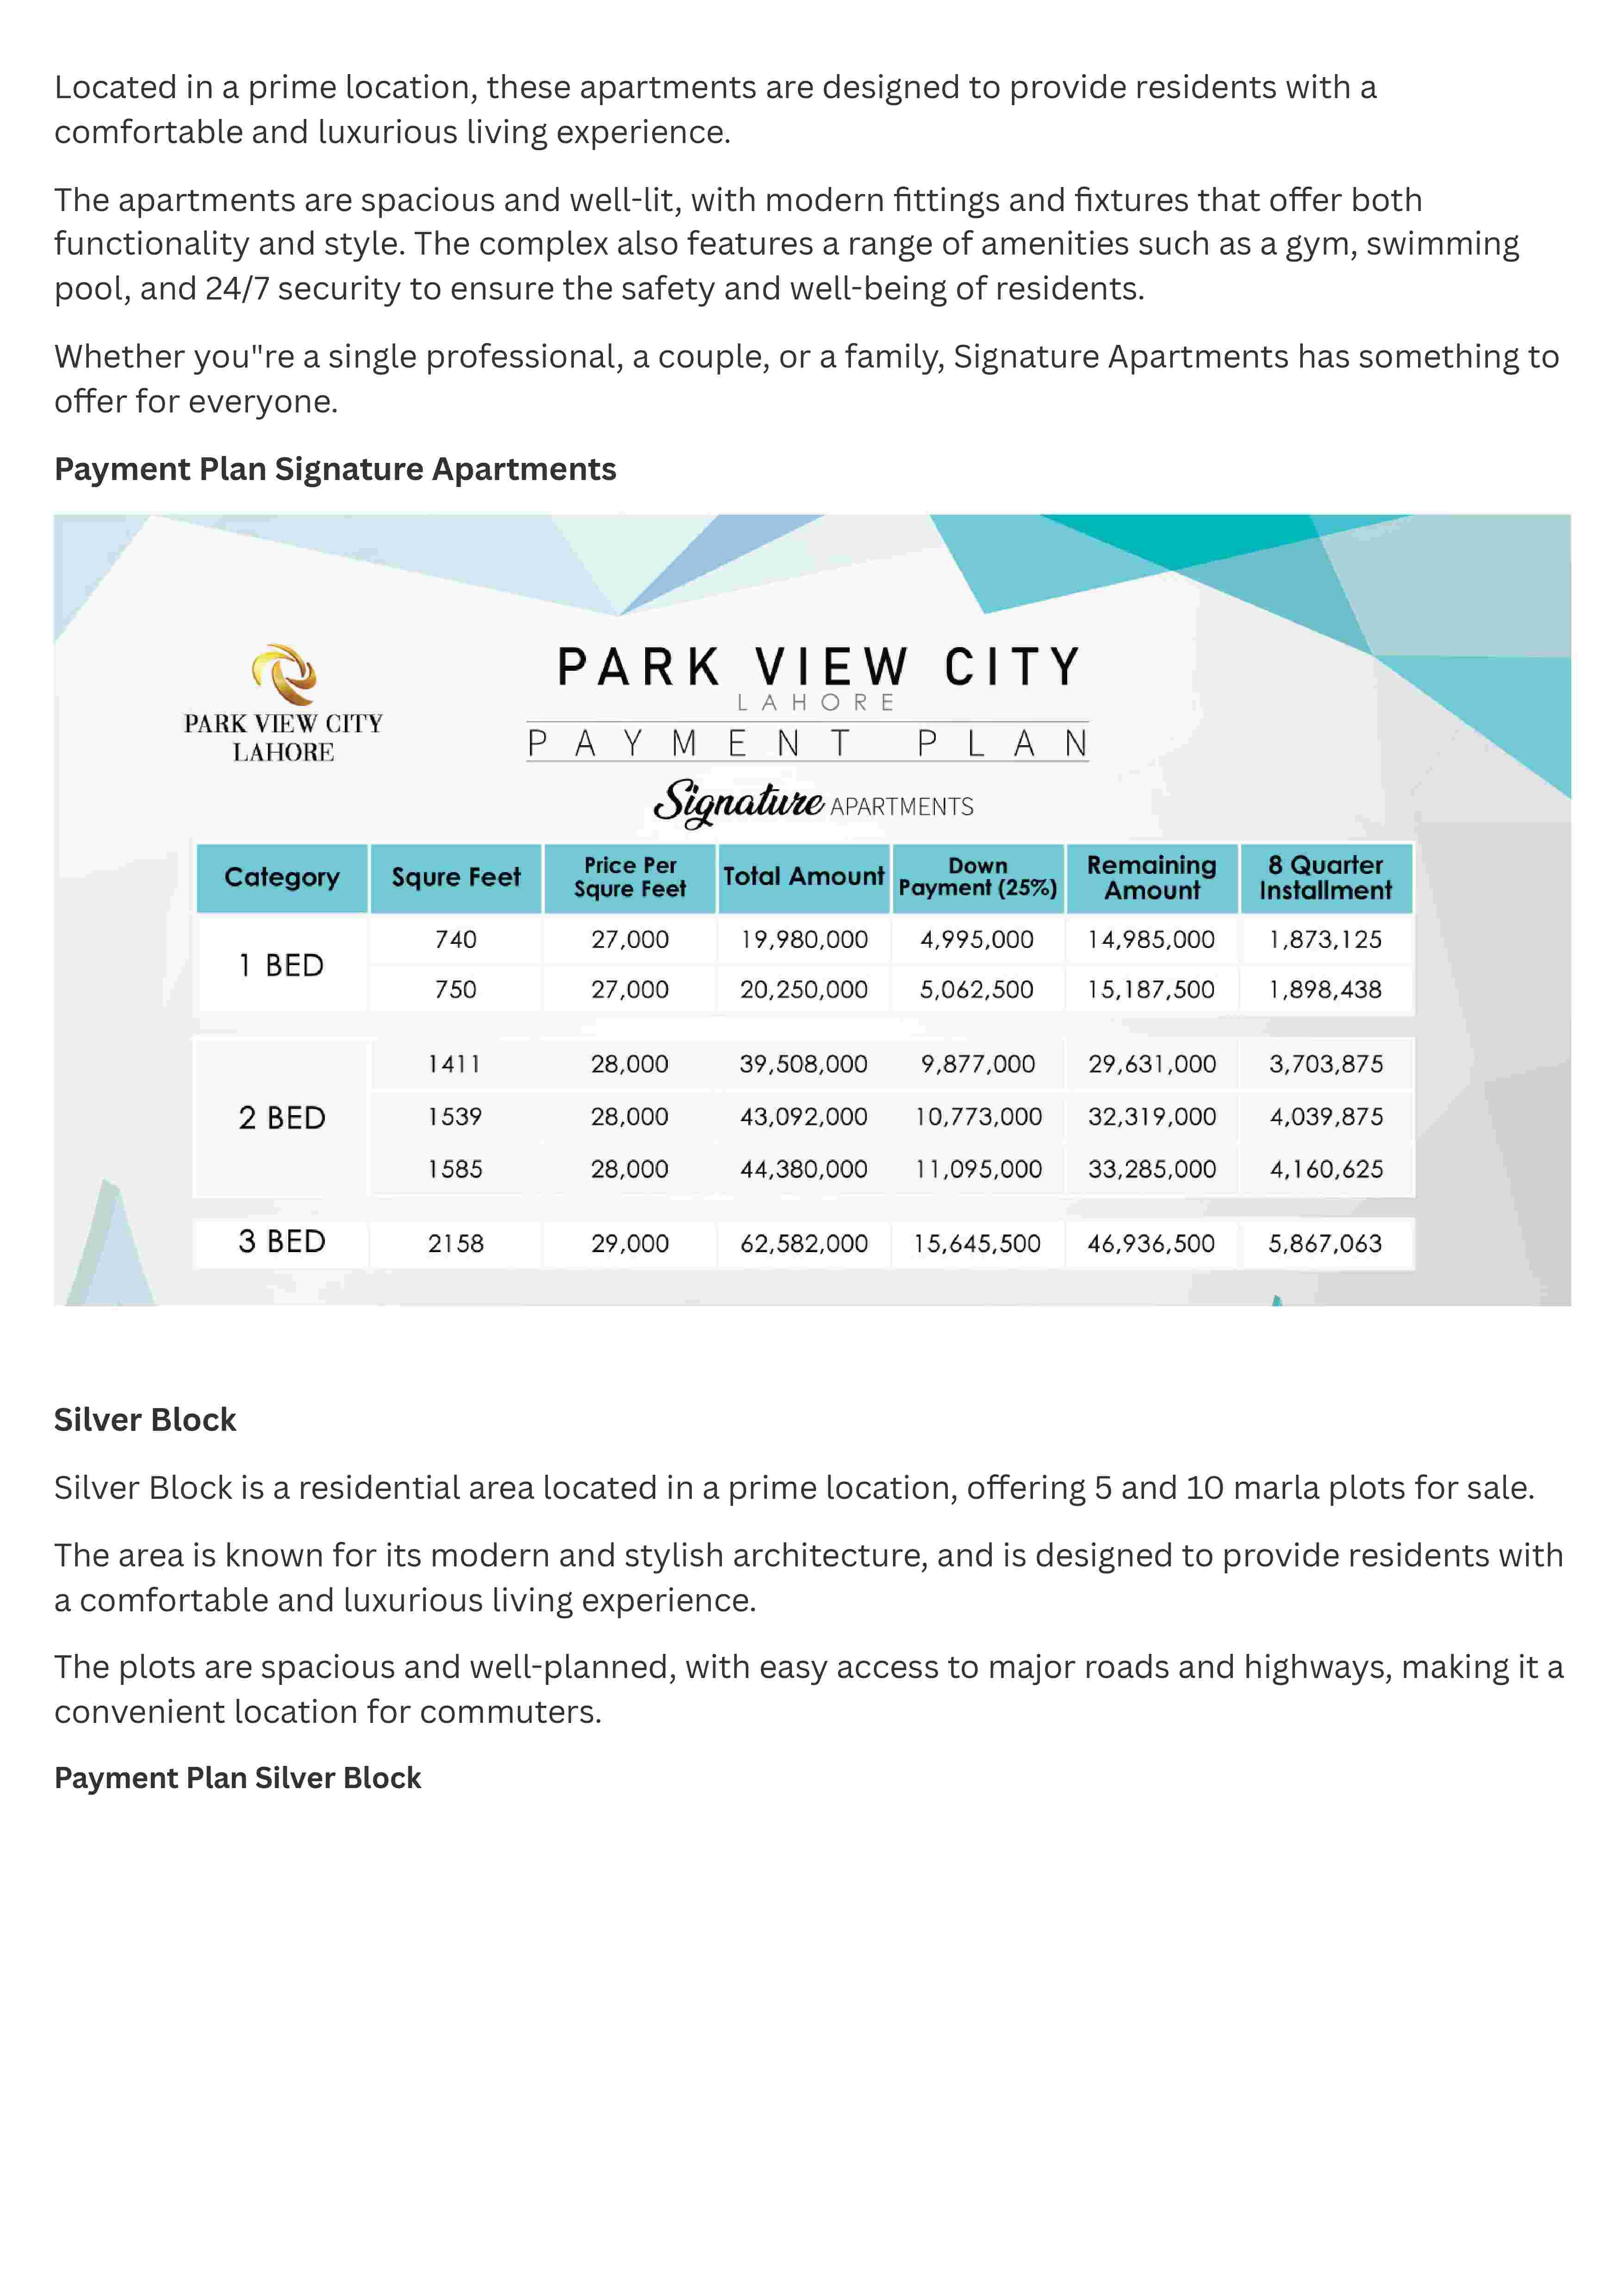 Located in a prime location, these apartments are designed to provide residents with a
comfortable and luxurious living experience.
The apartments are spacious and well-lit, with modern fittings and fixtures that offer both
functionality and style. The complex also features a range of amenities such as a gym, swimming
pool, and 24/7 security to ensure the safety and well-being of residents.
Whether you"re a single professional, a couple, or a family, Signature Apartments has something to
offer for everyone.
Payment Plan Signature Apartments
PARK VIEW CITY
LAHORE
PARK VIEW CITY
LAHORE
PAYMENT PLAN
Signature APARTMENTS
Category Squre Feet Price Per Squre Feet Total Amount Down Payment (25%) Remaining Amount 8 Quarter Installment
1 BED
740 27,000 19,980,000 4,995,000 14,985,000 1,873,125
750 27,000 20,250,000 5,062,500 15,187,500 1,898,438
2 BED
1411 28,000 39,508,000 9,877,000 29,631,000 3,703,875
1539 28,000 43,092,000 10,773,000 32,319,000 4,039,875
1585 28,000 44,380,000 11,095,000 33,285,000 4,160,625
3 BED 2158 29,000 62,582,000 15,645,500 46,936,500 5,867,063
Silver Block
Silver Block is a residential area located in a prime location, offering 5 and 10 marla plots for sale.
The area is known for its modern and stylish architecture, and is designed to provide residents with
a comfortable and luxurious living experience.
The plots are spacious and well-planned, with easy access to major roads and highways, making it a
convenient location for commuters.
Payment Plan Silver Block